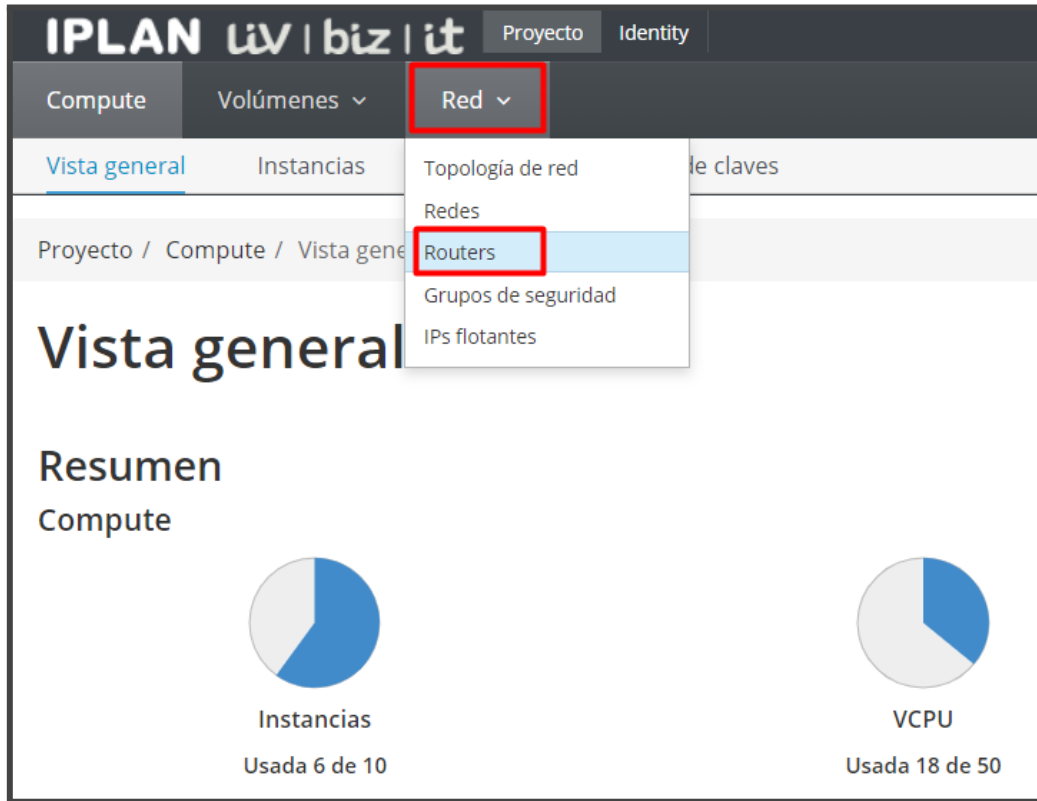 IPLAN liv | biz | it Proyecto Identity
Compute Volúmenes Red
Vista general Instancias de claves
Topología de red
Redes
Routers
Grupos de seguridad
IPs flotantes
Proyecto / Compute / Vista gene
Vista general
Resumen
Compute
Instancias VCPU
Usada 6 de 10 Usada 18 de 50